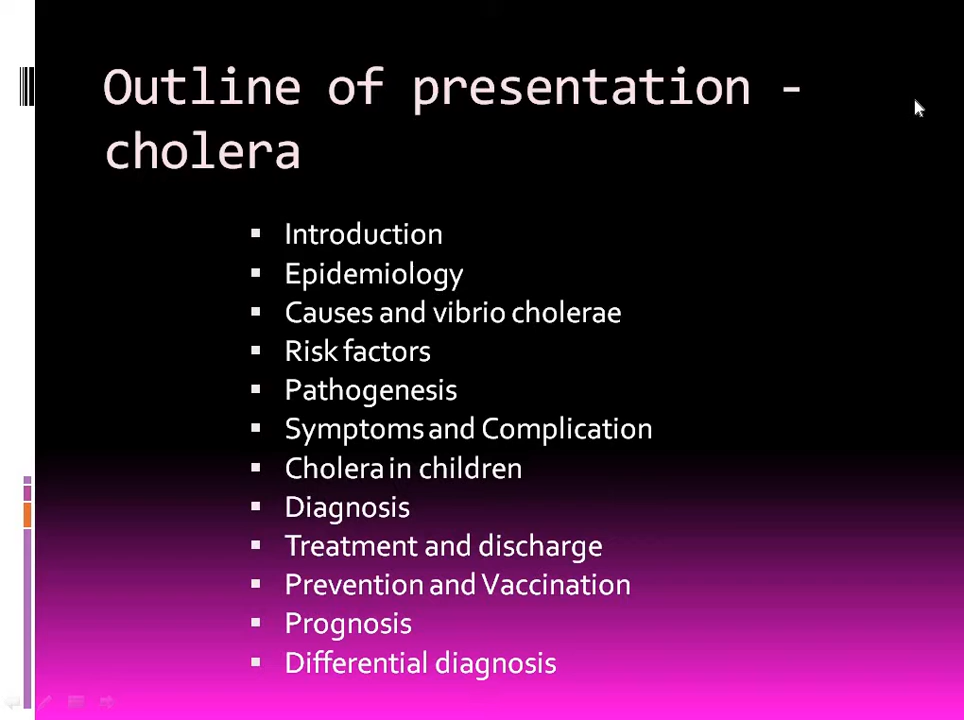 Outline of presentation -
cholera
Introduction
Epidemiology
Causes and vibrio cholerae
Risk factors
Pathogenesis
Symptoms and Complication
Cholera in children
Diagnosis
Treatment and discharge
Prevention and Vaccination
Prognosis
Differential diagnosis